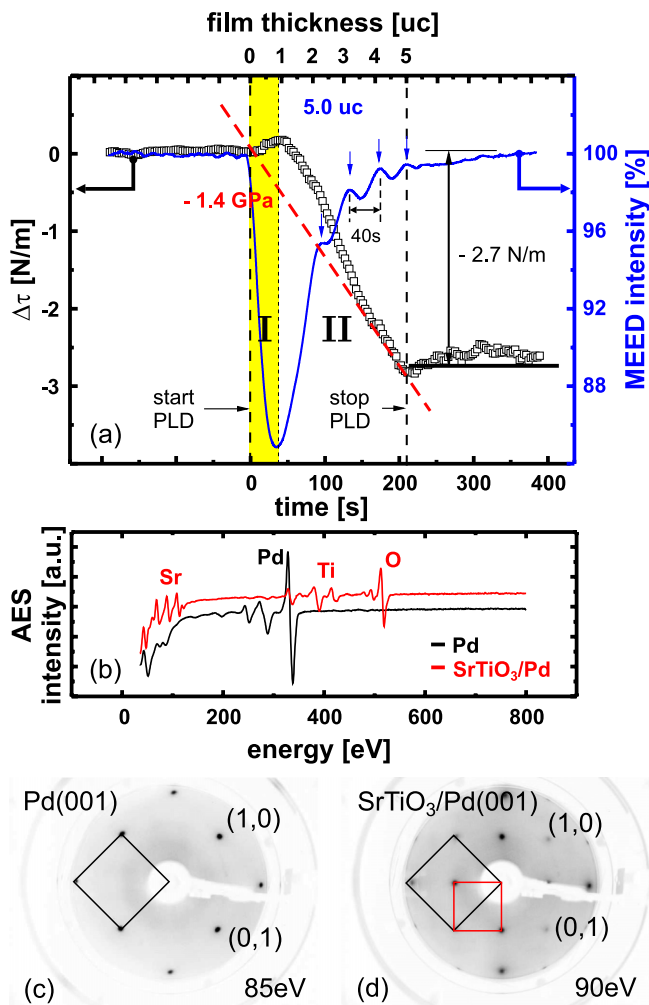 film thickness [uc]
0 1 2 3 4 5
5.0 uc
0
-1
-2
-3
Δτ [N/m]
100
96
92
88
MEED intensity [%]
- 1.4 GPa
40s
- 2.7 N/m
I
II
start
PLD
stop
PLD
(a)
0 100 200 300 400
time [s]
AES
intensity [a.u.]
Sr
Pd
Ti
O
Pd
SrTiO₃/Pd
(b)
0 200 400 600 800
energy [eV]
Pd(001)
(1,0)
(0,1)
(c)
85eV
SrTiO₃/Pd(001)
(1,0)
(0,1)
(d)
90eV